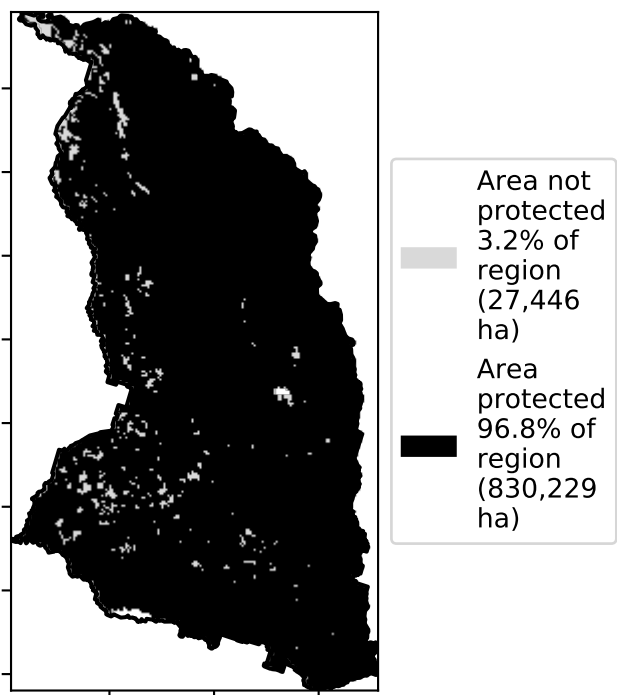 Area not
protected
3.2% of
region
(27,446
ha)
Area
protected
96.8% of
region
(830,229
ha)